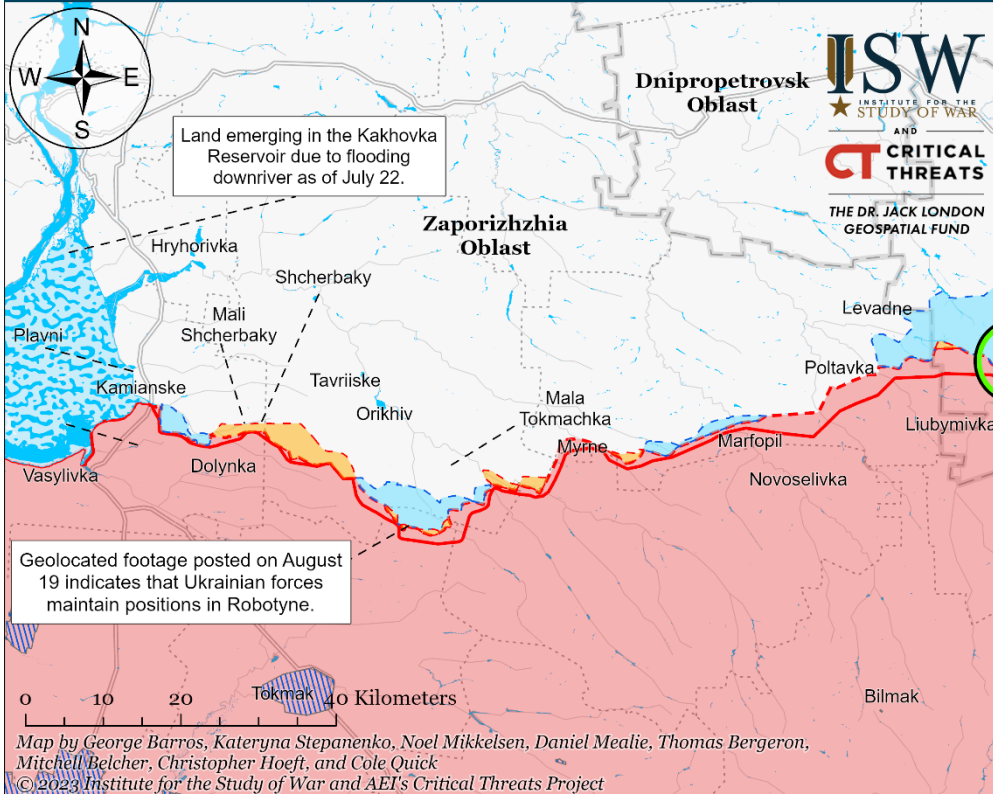 N
W
E
S
Dnipropetrovsk
Oblast
ISW
INSTITUTE FOR THE
STUDY OF WAR
AND
CT CRITICAL
THREATS
THE DR. JACK LONDON
GEOSPATIAL FUND
Land emerging in the Kakhovka
Reservoir due to flooding
downriver as of July 22.
Zaporizhzhia
Oblast
Hryhorivka
Shcherbaky
Mali
Shcherbaky
Levadne
Plavni
Kamianske
Tavriiske
Orikhiv
Mala
Tokmachka
Myrne
Poltavka
Liubymivka
Marfopil
Vasylivka
Dolynka
Novoselivka
Geolocated footage posted on August
19 indicates that Ukrainian forces
maintain positions in Robotyne.
Tokmak
Bilmak
0 10 20 40 Kilometers
Map by George Barros, Kateryna Stepanenko, Noel Mikkelsen, Daniel Mealie, Thomas Bergeron,
Mitchell Belcher, Christopher Hoeft, and Cole Quick
© 2023 Institute for the Study of War and AEI's Critical Threats Project